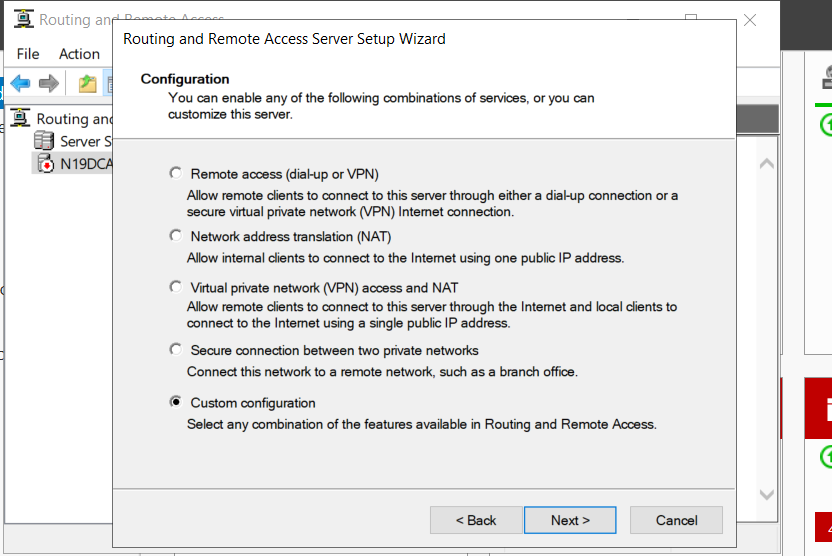 Routing and Remote Access
Routing and Remote Access Server Setup Wizard
File Action
Configuration
You can enable any of the following combinations of services, or you can
customize this server.
Routing and
Server S
N19DCA
Remote access (dial-up or VPN)
Allow remote clients to connect to this server through either a dial-up connection or a
secure virtual private network (VPN) Internet connection.
Network address translation (NAT)
Allow internal clients to connect to the Internet using one public IP address.
Virtual private network (VPN) access and NAT
Allow remote clients to connect to this server through the Internet and local clients to
connect to the Internet using a single public IP address.
Secure connection between two private networks
Connect this network to a remote network, such as a branch office.
Custom configuration
Select any combination of the features available in Routing and Remote Access.
< Back Next > Cancel